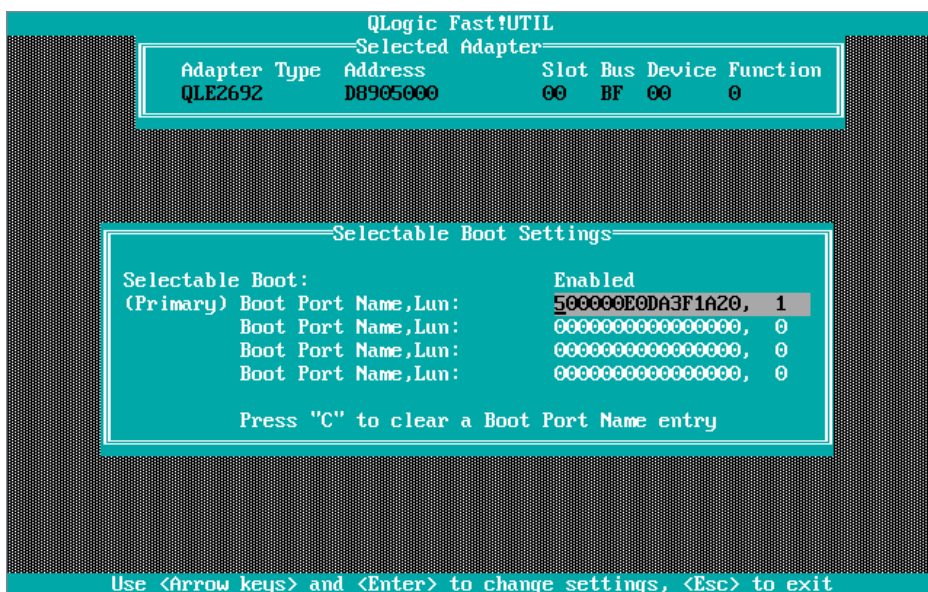 QLogic Fast!UTIL
Selected Adapter
Adapter Type Address Slot Bus Device Function
QLE2692 D8905000 00 BF 00 0
Selectable Boot Settings
Selectable Boot: Enabled
(Primary) Boot Port Name,Lun: 500000E0DA3F1A20, 1
Boot Port Name,Lun: 0000000000000000, 0
Boot Port Name,Lun: 0000000000000000, 0
Boot Port Name,Lun: 0000000000000000, 0
Press "C" to clear a Boot Port Name entry
Use <Arrow keys> and <Enter> to change settings, <Esc> to exit